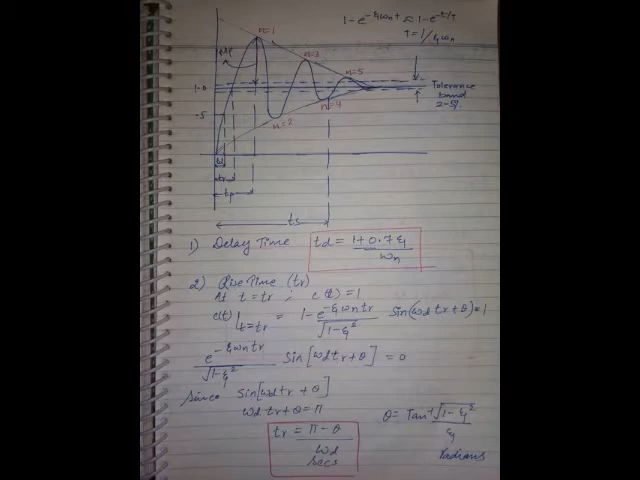 1-e^-ξωnt ≈ 1-e^-t/T
T=1/ξωn
n=1
n=3
n=5
1.0
Tolerance
band
2-5%
.5
n=4
n=2
tr
tp
ts
1) Delay Time td = 1+0.7ξ/ωn
2) Rise Time (tr)
At t=tr ; c(t)=1
c(t)|t=tr = 1- e^-ξωntr/√1-ξ² Sin(ωd tr+θ)=1
e^-ξωntr/√1-ξ² Sin[ωd tr+θ]=0
Since Sin[ωd tr+θ]
ωd tr+θ=π
θ= Tan⁻¹ √1-ξ²/ξ
tr = π-θ/ωd
secs
Radians